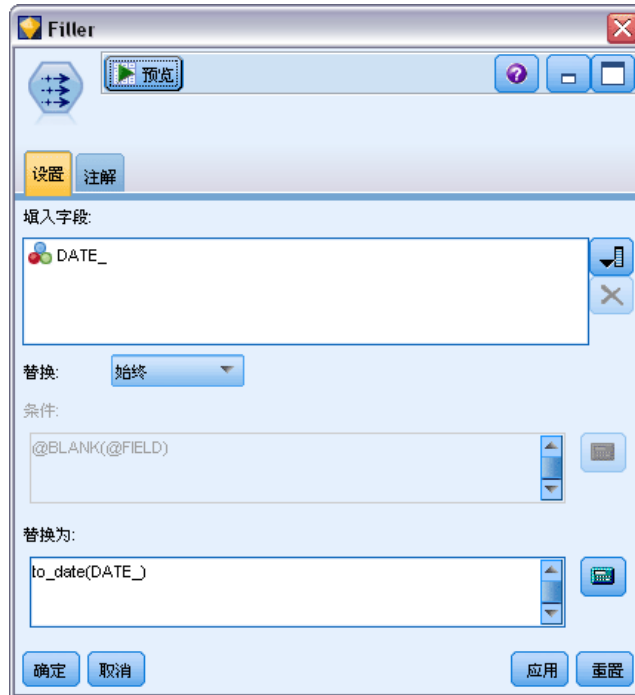 Filler
预览
设置 注解
填入字段:
DATE_
替换: 始终
条件:
@BLANK(@FIELD)
替换为:
to_date(DATE_)
确定 取消 应用 重置